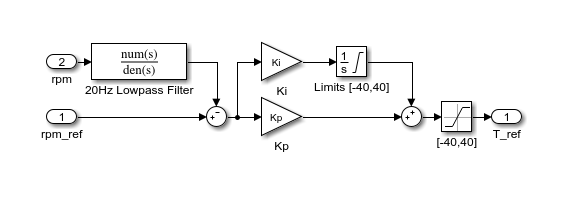 2
rpm
num(s)
den(s)
20Hz Lowpass Filter
Ki
Ki
1
s
Limits [-40,40]
1
rpm_ref
+
−
Kp
Kp
+
+
[-40,40]
1
T_ref